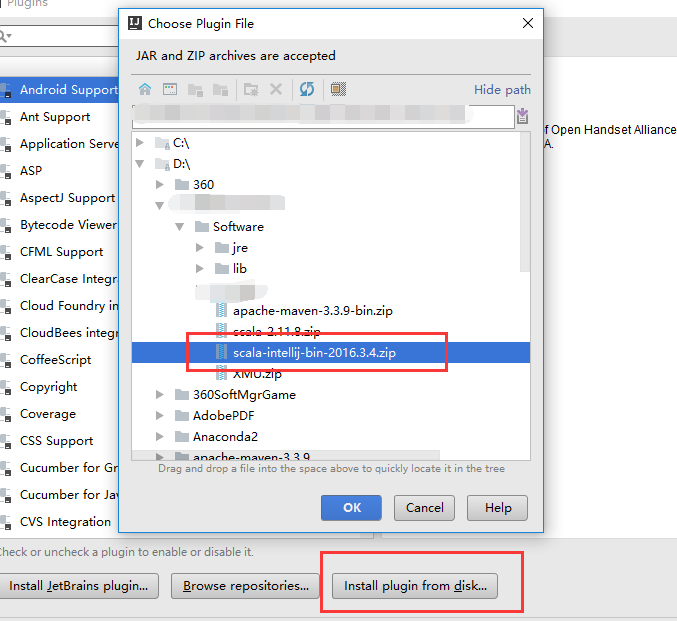 Plugins
Choose Plugin File
JAR and ZIP archives are accepted
Hide path
C:\
D:\
360
Software
jre
lib
apache-maven-3.3.9-bin.zip
scala-2.11.8.zip
scala-intellij-bin-2016.3.4.zip
XMU.zip
360SoftMgrGame
AdobePDF
Anaconda2
apache-maven-3.3.9
Drag and drop a file into the space above to quickly locate it in the tree
OK
Cancel
Help
Android Support
Ant Support
Application Serve
ASP
AspectJ Support
Bytecode Viewer
CFML Support
ClearCase Integr
Cloud Foundry in
CloudBees integr
CoffeeScript
Copyright
Coverage
CSS Support
Cucumber for Gr
Cucumber for Jav
CVS Integration
of Open Handset Alliance
A.
Check or uncheck a plugin to enable or disable it.
Install JetBrains plugin...
Browse repositories...
Install plugin from disk...